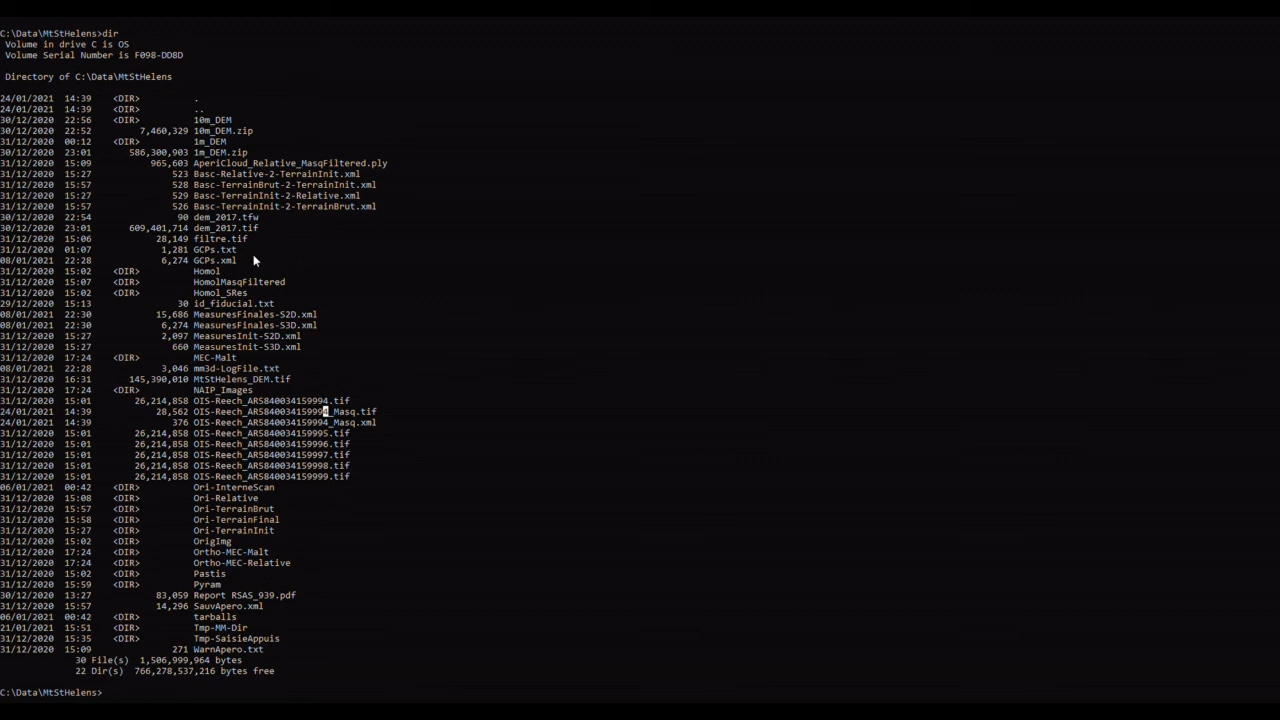 C:\Data\MtStHelens>dir
 Volume in drive C is OS
 Volume Serial Number is F098-DD8D

 Directory of C:\Data\MtStHelens

24/01/2021  14:39    <DIR>          .
24/01/2021  14:39    <DIR>          ..
30/12/2020  22:56    <DIR>          10m_DEM
30/12/2020  22:52         7,460,329 10m_DEM.zip
31/12/2020  00:12    <DIR>          1m_DEM
30/12/2020  23:01       586,300,903 1m_DEM.zip
31/12/2020  15:09           965,603 AperiCloud_Relative_MasqFiltered.ply
31/12/2020  15:27               523 Basc-Relative-2-TerrainInit.xml
31/12/2020  15:57               528 Basc-TerrainBrut-2-TerrainInit.xml
31/12/2020  15:27               529 Basc-TerrainInit-2-Relative.xml
31/12/2020  15:57               526 Basc-TerrainInit-2-TerrainBrut.xml
30/12/2020  22:54                90 dem_2017.tfw
30/12/2020  23:01       609,401,714 dem_2017.tif
31/12/2020  15:06            28,149 filtre.tif
31/12/2020  01:07             1,281 GCPs.txt
08/01/2021  22:28             6,274 GCPs.xml
31/12/2020  15:02    <DIR>          Homol
31/12/2020  15:07    <DIR>          HomolMasqFiltered
31/12/2020  15:02    <DIR>          Homol_SRes
29/12/2020  15:13                30 id_fiducial.txt
08/01/2021  22:30            15,686 MesuresFinales-S2D.xml
08/01/2021  22:30             6,274 MesuresFinales-S3D.xml
31/12/2020  15:27             2,097 MeasuresInit-S2D.xml
31/12/2020  15:27               660 MeasuresInit-S3D.xml
31/12/2020  17:24    <DIR>          MEC-Malt
08/01/2021  22:28             3,046 mm3d-LogFile.txt
31/12/2020  16:31       145,390,010 MtStHelens_DEM.tif
31/12/2020  17:24    <DIR>          NAIP_Images
31/12/2020  15:01        26,214,858 OIS-Reech_AR5840034159994.tif
24/01/2021  14:39            28,562 OIS-Reech_AR5840034159994_Masq.tif
24/01/2021  14:39               376 OIS-Reech_AR5840034159994_Masq.xml
31/12/2020  15:01        26,214,858 OIS-Reech_AR5840034159995.tif
31/12/2020  15:01        26,214,858 OIS-Reech_AR5840034159996.tif
31/12/2020  15:01        26,214,858 OIS-Reech_AR5840034159997.tif
31/12/2020  15:01        26,214,858 OIS-Reech_AR5840034159998.tif
31/12/2020  15:01        26,214,858 OIS-Reech_AR5840034159999.tif
06/01/2021  00:42    <DIR>          Ori-InterneScan
31/12/2020  15:08    <DIR>          Ori-Relative
31/12/2020  15:57    <DIR>          Ori-TerrainBrut
31/12/2020  15:58    <DIR>          Ori-TerrainFinal
31/12/2020  15:27    <DIR>          Ori-TerrainInit
31/12/2020  15:02    <DIR>          OrigImg
31/12/2020  17:24    <DIR>          Ortho-MEC-Malt
31/12/2020  17:24    <DIR>          Ortho-MEC-Relative
31/12/2020  15:02    <DIR>          Pastis
31/12/2020  15:59    <DIR>          Pyram
30/12/2020  13:27            83,059 Report RSAS_939.pdf
31/12/2020  15:57            14,296 SauvApero.xml
06/01/2021  00:42    <DIR>          tarballs
21/01/2021  15:51    <DIR>          Tmp-MM-Dir
31/12/2020  15:35    <DIR>          Tmp-SaisieAppuis
31/12/2020  15:09               271 WarnApero.txt
              30 File(s)  1,506,999,964 bytes
              22 Dir(s)  766,278,537,216 bytes free

C:\Data\MtStHelens>